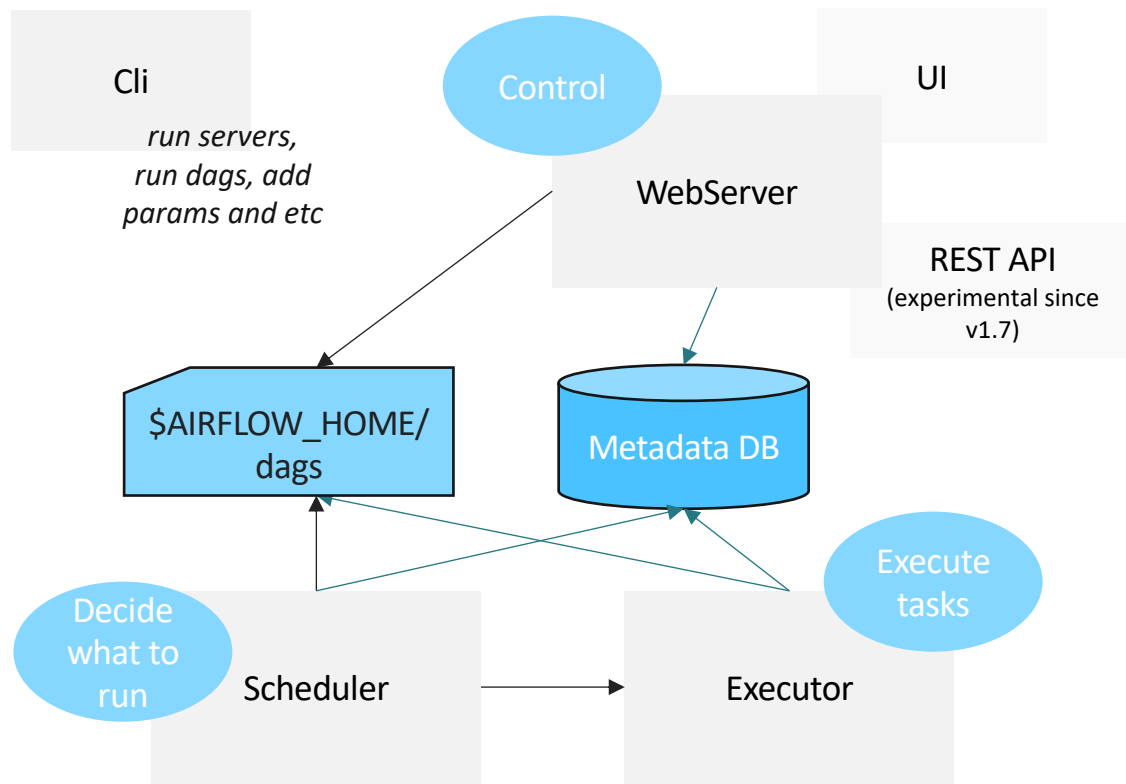 Cli
run servers,
run dags, add
params and etc
Control
UI
WebServer
REST API
(experimental since
v1.7)
$AIRFLOW_HOME/
dags
Metadata DB
Decide
what to
run
Scheduler
Executor
Execute
tasks